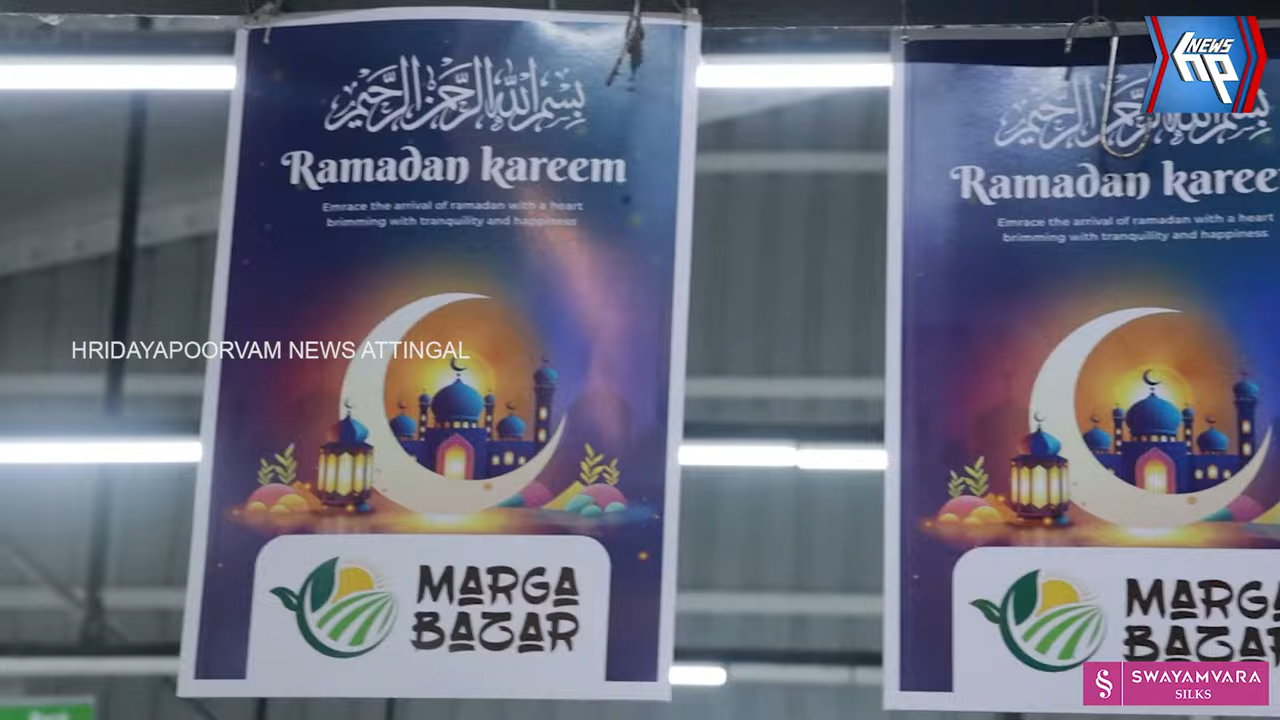 بسم الله الرحمن الرحيم
Ramadan kareem
Emrace the arrival of ramadan with a heart
brimming with tranquility and happiness
MARGA
BAZAR
بسم الله الرحمن الرحيم
Ramadan karee
Emrace the arrival of ramadan with a heart
brimming with tranquility and happiness
MARGA
BAZAR
HRIDAYAPOORVAM NEWS ATTINGAL
NEWS
hp
SWAYAMVARA
SILKS